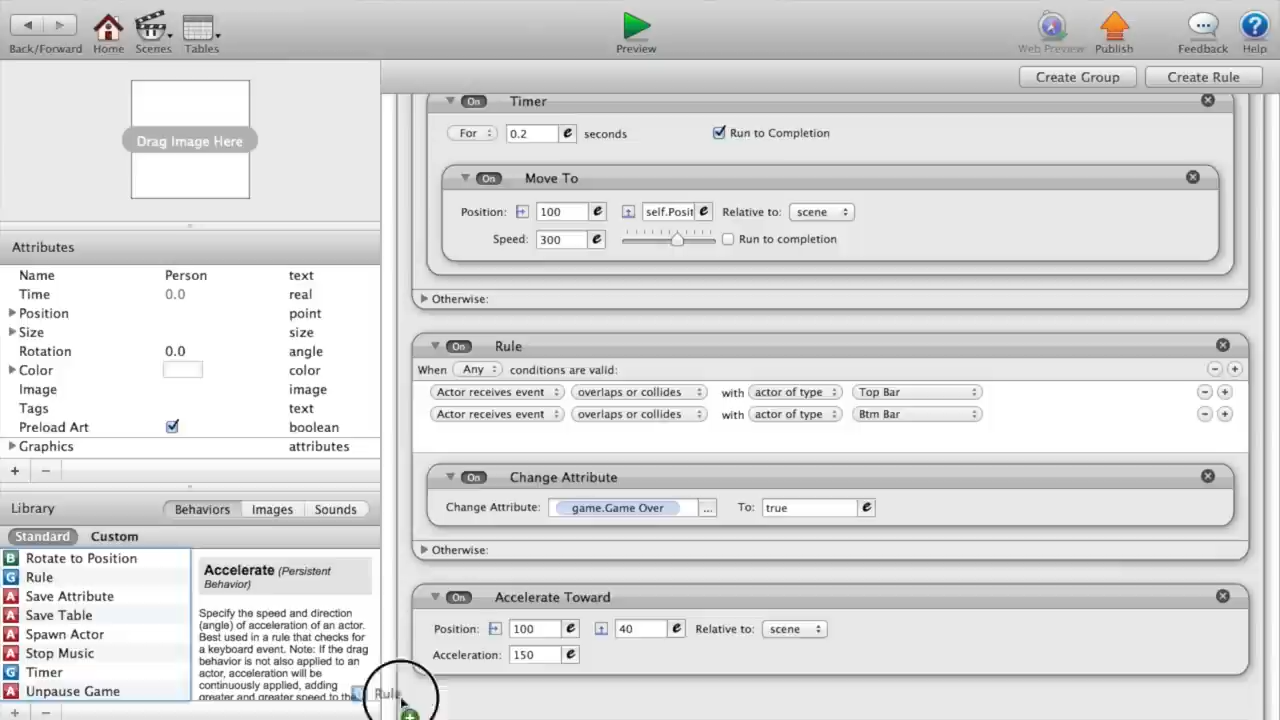 Back/Forward Home Scenes Tables Preview Web Preview Publish Feedback Help
Create Group Create Rule
Drag Image Here
Attributes
Name Person text
Time 0.0 real
Position point
Size size
Rotation 0.0 angle
Color color
Image image
Tags text
Preload Art boolean
Graphics attributes
+ −
Library Behaviors Images Sounds
Standard Custom
B Rotate to Position
G Rule
A Save Attribute
A Save Table
A Spawn Actor
A Stop Music
G Timer
A Unpause Game
Accelerate (Persistent
Behavior)
Specify the speed and direction
(angle) of acceleration of an actor.
Best used in a rule that checks for
a keyboard event. Note: If the drag
behavior is not also applied to an
actor, acceleration will be
continuously applied, adding
greater and greater speed to the
Rule
+ −
On Timer
For 0.2 e seconds Run to Completion
On Move To
Position: 100 e self.Posit e Relative to: scene
Speed: 300 e Run to completion
Otherwise:
On Rule
When Any conditions are valid:
Actor receives event overlaps or collides with actor of type Top Bar
Actor receives event overlaps or collides with actor of type Btm Bar
On Change Attribute
Change Attribute: game.Game Over ... To: true e
Otherwise:
On Accelerate Toward
Position: 100 e 40 e Relative to: scene
Acceleration: 150 e